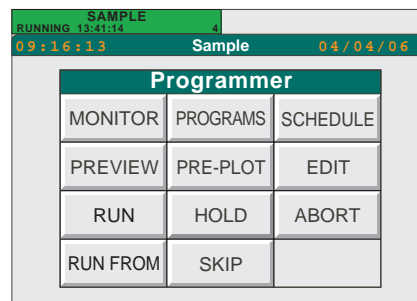 SAMPLE
RUNNING 13:41:14 4
09:16:13 Sample 04/04/06
Programmer
MONITOR PROGRAMS SCHEDULE
PREVIEW PRE-PLOT EDIT
RUN HOLD ABORT
RUN FROM SKIP